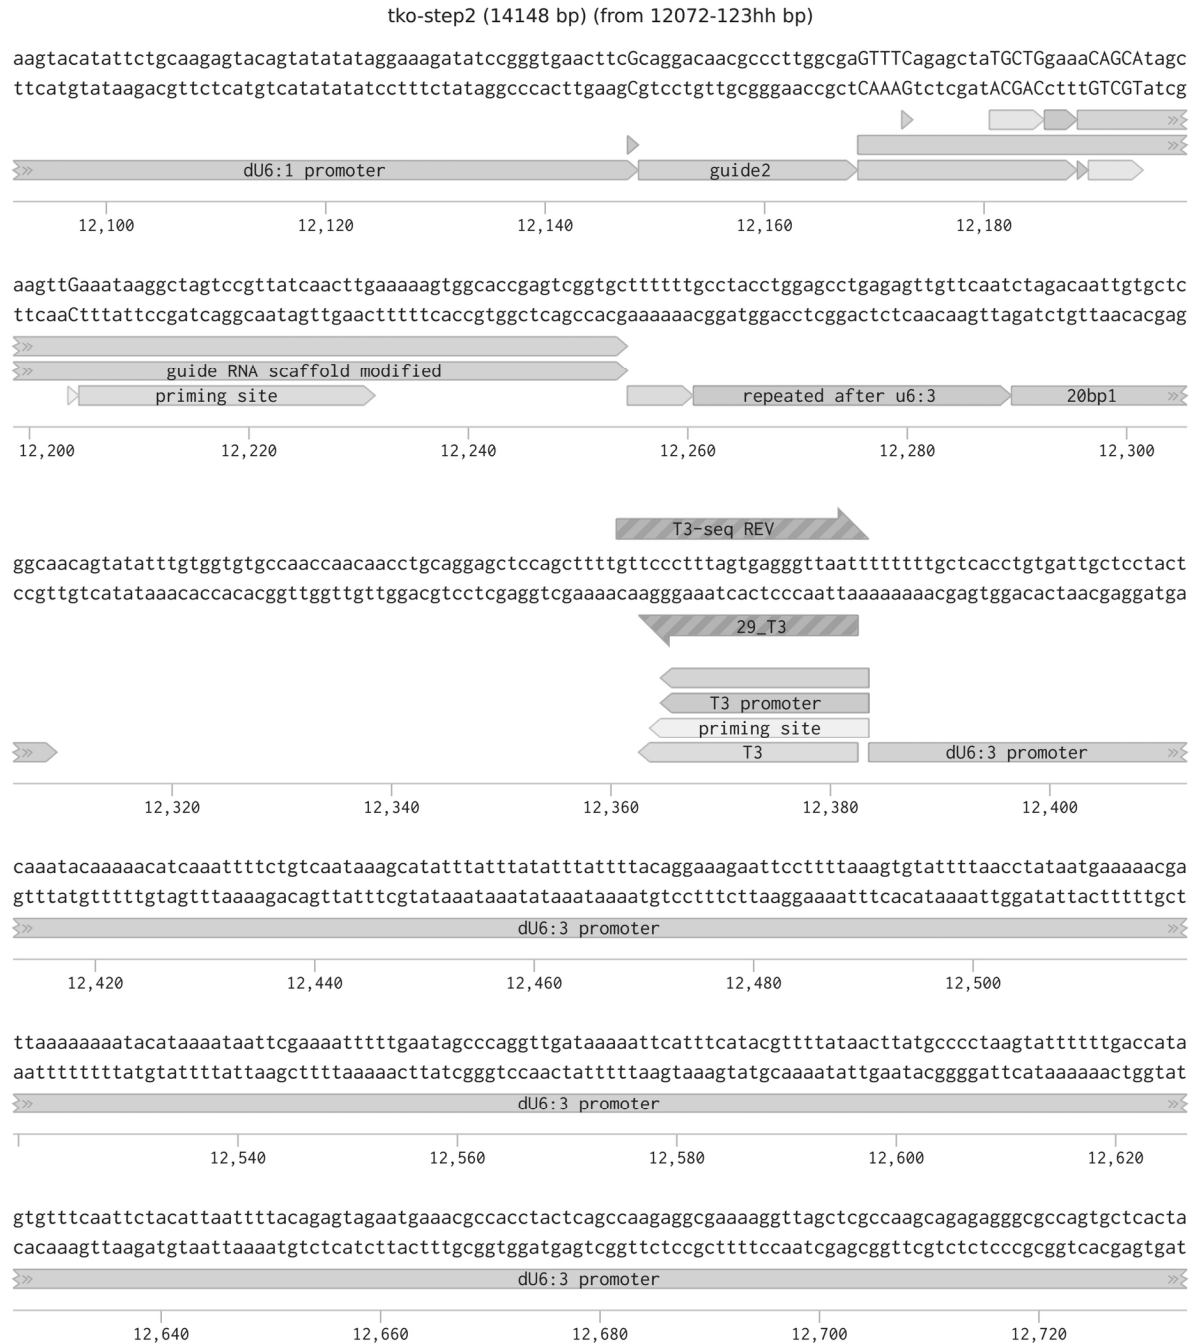 tko-step2 (14148 bp) (from 12072-123hh bp)
aagtacatattctgcaagagtacagtatatataggaaagatatccgggtgaacttcGcaggacaacgcccttggcgaGTTTCagagctaTGCTGgaaaCAGCAtagc
ttcatgtataagacgttctcatgtcatatatatcctttctataggcccacttgaagCgtcctgttgcgggaaccgctCAAAGtctcgatACGACctttGTCGTatcg
dU6:1 promoter guide2
12,100 12,120 12,140 12,160 12,180
aagttGaaataaggctagtccgttatcaacttgaaaaagtggcaccgagtcggtgcttttttgcctacctggagcctgagagttgttcaatctagacaattgtgctc
ttcaaCtttattccgatcaggcaatagttgaactttttcaccgtggctcagccacgaaaaaacggatggacctcggactctcaacaagttagatctgttaacacgag
guide RNA scaffold modified
priming site repeated after u6:3 20bp1
12,200 12,220 12,240 12,260 12,280 12,300
T3-seq REV
ggcaacagtatatttgtggtgtgccaaccaacaacctgcaggagctccagcttttgttccctttagtgagggttaattttttttgctcacctgtgattgctcctact
ccgttgtcatataaacaccacacggttggttgttggacgtcctcgaggtcgaaaacaagggaaatcactcccaattaaaaaaaacgagtggacactaacgaggatga
29_T3
T3 promoter
priming site
T3 dU6:3 promoter
12,320 12,340 12,360 12,380 12,400
caaatacaaaaacatcaaattttctgtcaataaagcatatttatttatatttattttacaggaaagaattccttttaaagtgtattttaacctataatgaaaaacga
gtttatgtttttgtagtttaaaagacagttatttcgtataaataaatataaataaaatgtcctttcttaaggaaaatttcacataaaattggatattactttttgct
dU6:3 promoter
12,420 12,440 12,460 12,480 12,500
ttaaaaaaaatacataaaataattcgaaaatttttgaatagcccaggttgataaaaattcatttcatacgttttataacttatgcccctaagtattttttgaccata
aattttttttatgtattttattaagcttttaaaaacttatcgggtccaactatttttaagtaaagtatgcaaaatattgaatacggggattcataaaaaactggtat
dU6:3 promoter
12,540 12,560 12,580 12,600 12,620
gtgtttcaattctacattaattttacagagtagaatgaaacgccacctactcagccaagaggcgaaaaggttagctcgccaagcagagagggcgccagtgctcacta
cacaaagttaagatgtaattaaaatgtctcatcttactttgcggtggatgagtcggttctccgcttttccaatcgagcggttcgtctctcccgcggtcacgagtgat
dU6:3 promoter
12,640 12,660 12,680 12,700 12,720